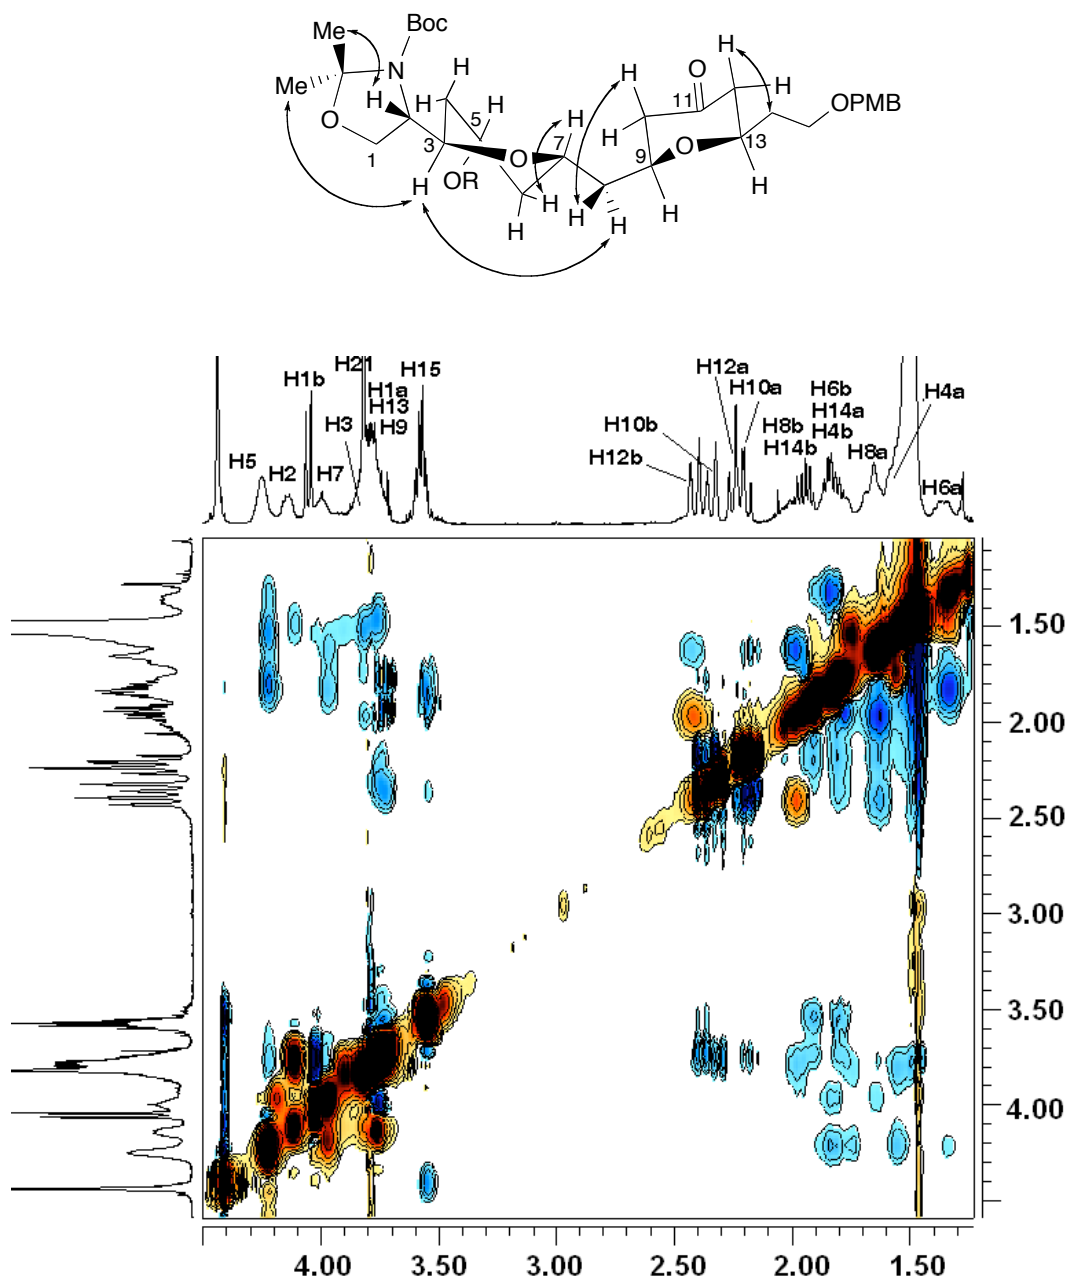 Boc
Me
N
H
H
O
H
Me
H
H
H
11
H
OPMB
5
O
H
7
1
3
O
H
9
O
13
H
OR
H
H
H
H
H
H
H21
H12a
H1b
H1a
H15
H10a
H6b
H4a
H13
H14a
H3
H9
H10b
H8b
H4b
H5
H2
H7
H12b
H14b
H8a
H6a
1.50
2.00
2.50
3.00
3.50
4.00
4.00
3.50
3.00
2.50
2.00
1.50